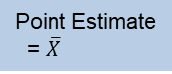 Point Estimate
= X̄